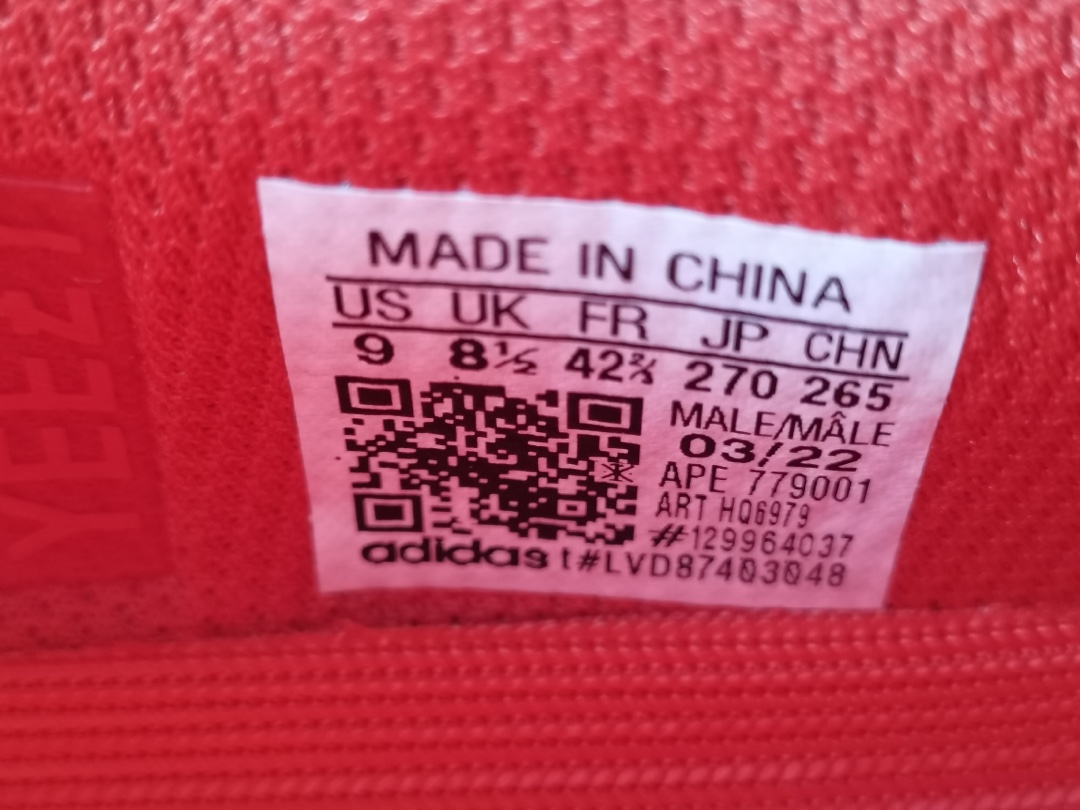 YEEZY
MADE IN CHINA
US UK FR JP CHN
9 8½ 42⅔ 270 265
MALE/MÂLE
03/22
APE 779001
ART HQ6979
#129964037
adidas t#LVD87403048